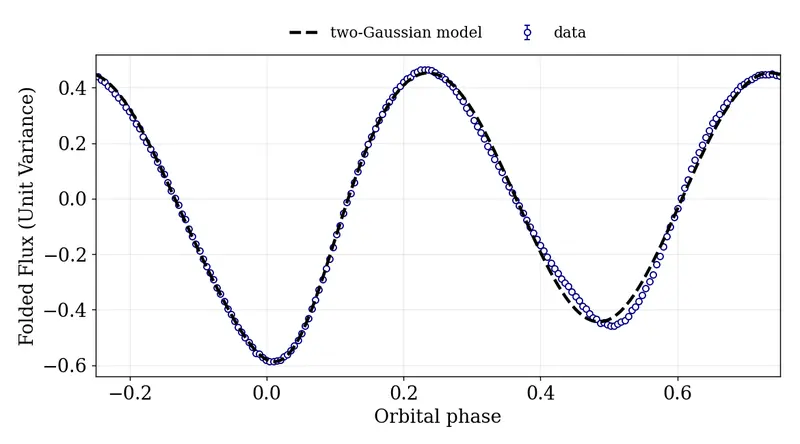 two-Gaussian model
data
Folded Flux (Unit Variance)
0.4
0.2
0.0
−0.2
−0.4
−0.6
−0.2
0.0
0.2
0.4
0.6
Orbital phase